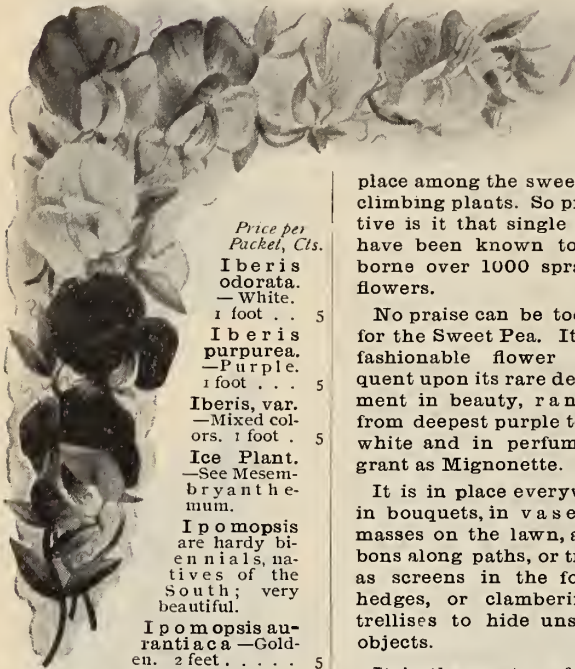 Price per
Packet, Cts.
Iberis
odorata.
— White.
1 foot . . 5
Iberis
purpurea.
—Purple.
1 foot . . . 5
Iberis, var.
—Mixed col-
ors. 1 foot . 5
Ice Plant.
—See Mesem-
bryanthe-
mum.
Ipomopsis
are hardy bi-
ennials, na-
tives of the
South; very
beautiful.
Ipomopsis au-
rantiaca —Gold-
en. 2 feet . . . . . 5
place among the swee
climbing plants. So p
tive is it that single
have been known to
borne over 1000 spra
flowers.
No praise can be too
for the Sweet Pea. It
fashionable flower
quent upon its rare de
ment in beauty, ran
from deepest purple t
white and in perfum
grant as Mignonette.
It is in place everyw
in bouquets, in vase
masses on the lawn, a
bons along paths, or tr
as screens in the fo
hedges, or clamberi
trellises to hide uns
objects.